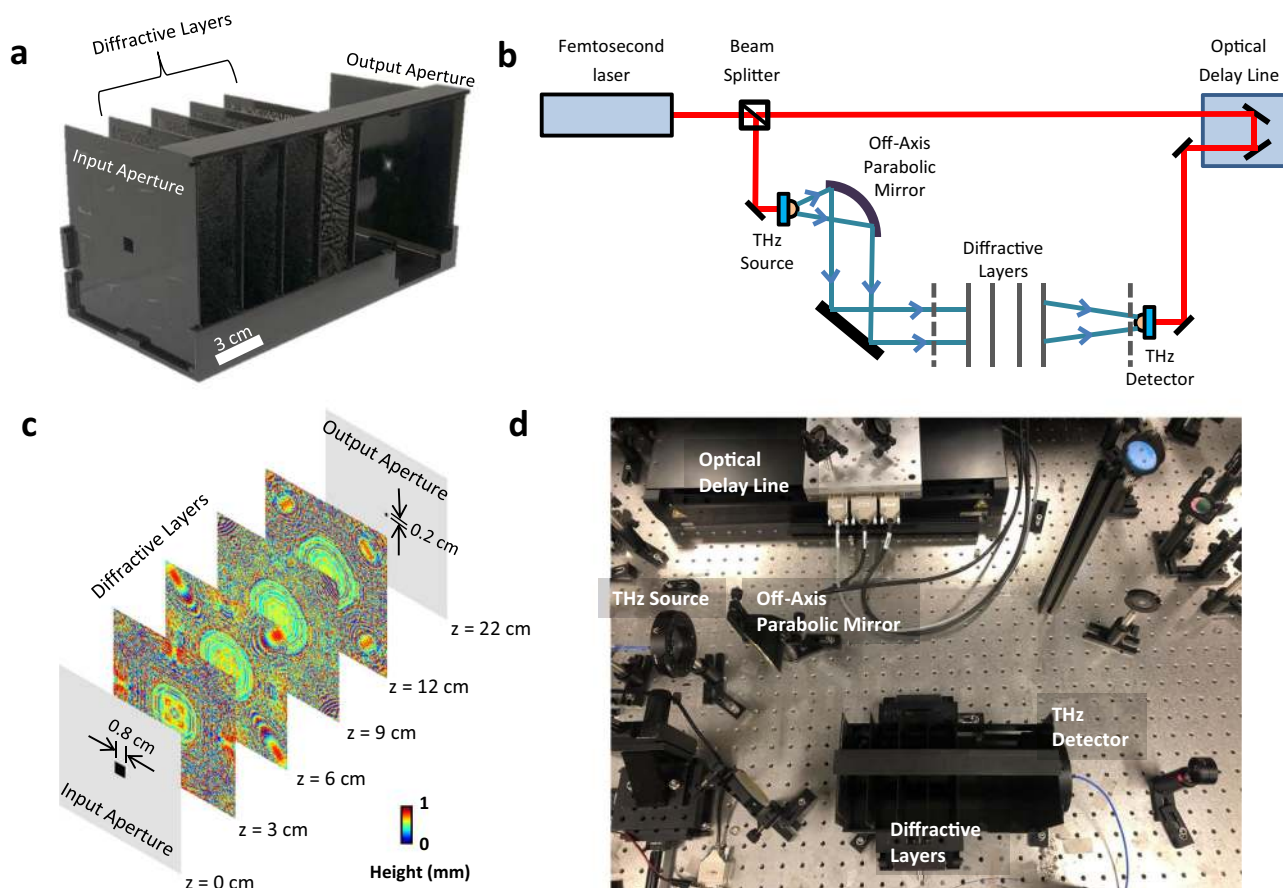 a
Diffractive Layers
Output Aperture
Input Aperture
3 cm
b
Femtosecond
laser
Beam
Splitter
Optical
Delay Line
Off-Axis
Parabolic
Mirror
THz
Source
Diffractive
Layers
THz
Detector
c
Output Aperture
0.2 cm
Diffractive Layers
z = 22 cm
z = 12 cm
z = 9 cm
z = 6 cm
z = 3 cm
z = 0 cm
0.8 cm
Input Aperture
1
0
Height (mm)
d
Optical
Delay Line
THz Source
Off-Axis
Parabolic Mirror
THz
Detector
Diffractive
Layers